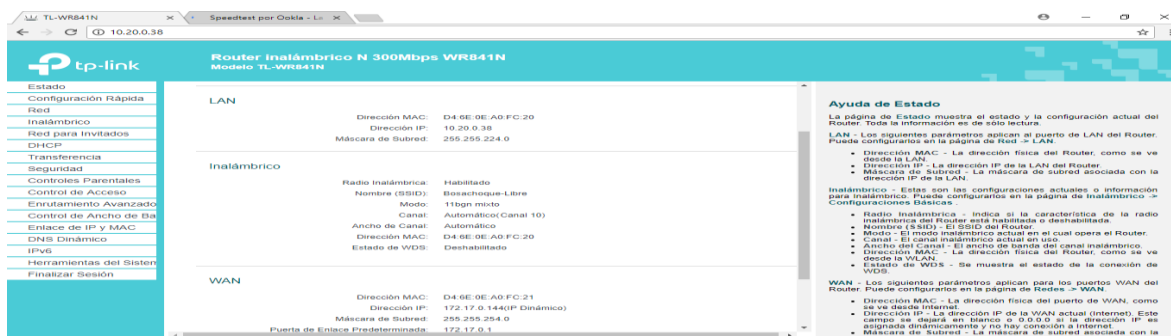 TL-WR841N
Speedtest por Ookla - La
10.20.0.38
tp-link
Router Inalámbrico N 300Mbps WR841N
Modelo TL-WR841N
Estado
Configuración Rápida
Red
Inalámbrico
Red para Invitados
DHCP
Transferencia
Seguridad
Controles Parentales
Control de Acceso
Enrutamiento Avanzado
Control de Ancho de Ba
Enlace de IP y MAC
DNS Dinámico
IPv6
Herramientas del Sistem
Finalizar Sesión
LAN
Dirección MAC: D4:6E:0E:A0:FC:20
Dirección IP: 10.20.0.38
Máscara de Subred: 255.255.224.0
Inalámbrico
Radio Inalámbrica: Habilitado
Nombre (SSID): Bosachoque-Libre
Modo: 11bgn mixto
Canal: Automático(Canal 10)
Ancho de Canal: Automático
Dirección MAC: D4:6E:0E:A0:FC:20
Estado de WDS: Deshabilitado
WAN
Dirección MAC: D4:6E:0E:A0:FC:21
Dirección IP: 172.17.0.144(IP Dinámico)
Máscara de Subred: 255.255.254.0
Puerta de Enlace Predeterminada: 172.17.0.1
Ayuda de Estado
La página de Estado muestra el estado y la configuración actual del
Router. Toda la información es de sólo lectura.
LAN - Los siguientes parámetros aplican al puerto de LAN del Router.
Puede configurarlos en la página de Red -> LAN.
• Dirección MAC - La dirección física del Router, como se ve
desde la LAN.
• Dirección IP - La dirección IP de la LAN del Router.
• Máscara de Subred - La máscara de subred asociada con la
dirección IP de la LAN.
Inalámbrico - Estas son las configuraciones actuales o información
para Inalámbrico. Puede configurarlos en la página de Inalámbrico ->
Configuraciones Básicas .
• Radio Inalámbrica - Indica si la característica de la radio
inalámbrica del Router está habilitada o deshabilitada.
• Nombre (SSID) - El SSID del Router.
• Modo - El modo inalámbrico actual en el cual opera el Router.
• Canal - El canal inalámbrico actual en uso.
• Ancho del Canal - El ancho de banda del canal inalámbrico.
• Dirección MAC - La dirección física del Router, como se ve
desde la WLAN.
• Estado de WDS - Se muestra el estado de la conexión de
WDS.
WAN - Los siguientes parámetros aplican para los puertos WAN del
Router. Puede configurarlos en la página de Redes -> WAN.
• Dirección MAC - La dirección física del puerto de WAN, como
se ve desde Internet.
• Dirección IP - La dirección IP de la WAN actual (Internet). Este
campo se dejará en blanco o 0.0.0.0 si la dirección IP es
asignada dinámicamente y no hay conexión a Internet.
• Máscara de Subred - La máscara de subred asociada con la